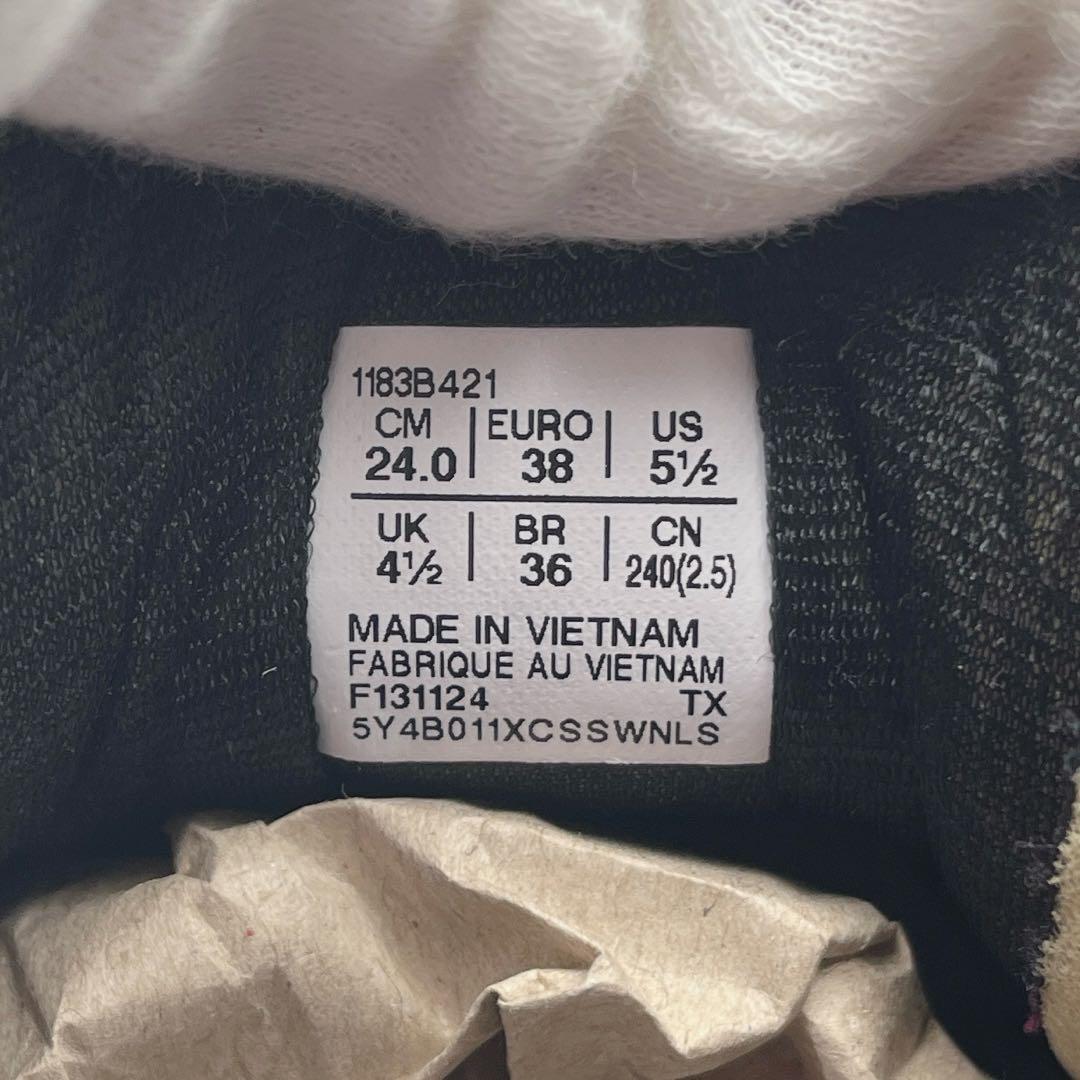 1183B421
CM | EURO | US
24.0 | 38 | 5½
UK | BR | CN
4½ | 36 | 240(2.5)
MADE IN VIETNAM
FABRIQUE AU VIETNAM
F131124 TX
5Y4B011XCSSWNLS